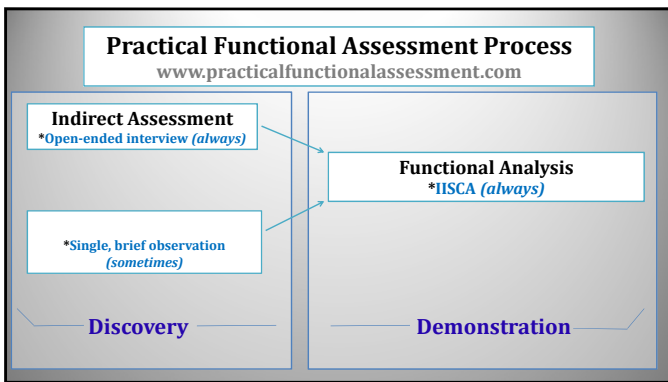 Practical Functional Assessment Process
www.practicalfunctionalassessment.com
Indirect Assessment
*Open-ended interview (always)
*Single, brief observation
(sometimes)
Functional Analysis
*IISCA (always)
Discovery
Demonstration